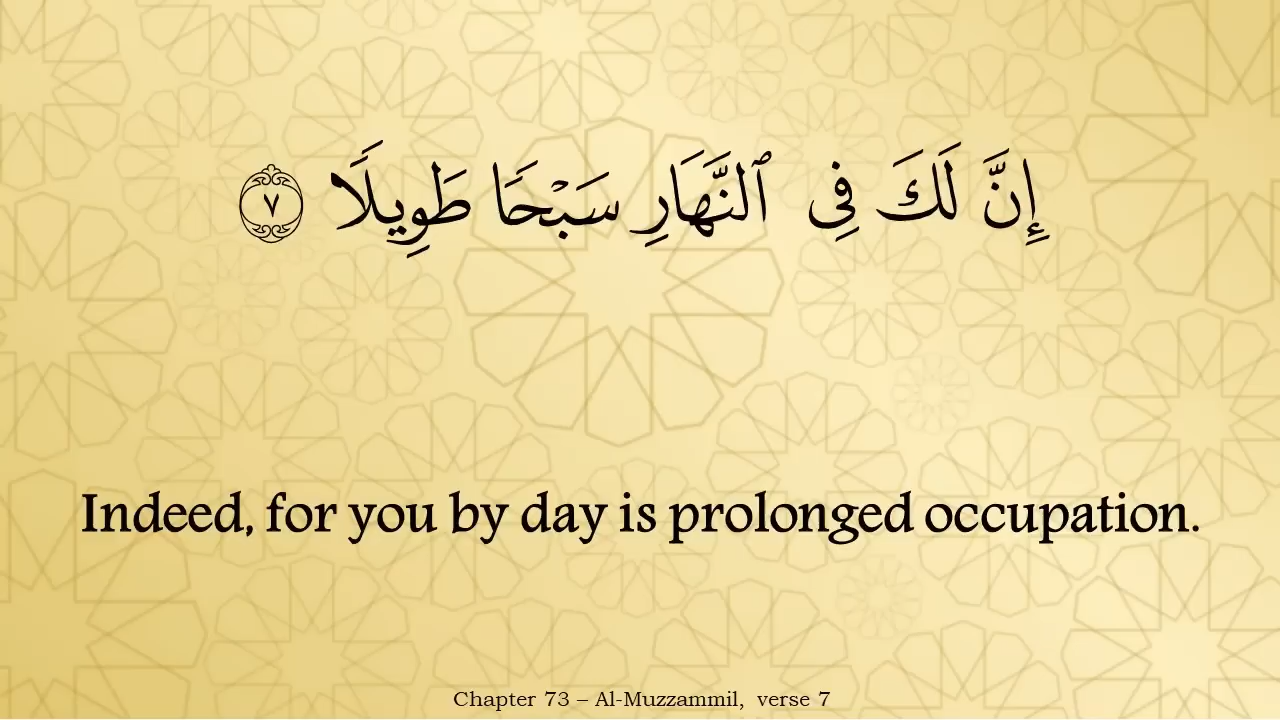 إِنَّ لَكَ فِى ٱلنَّهَارِ سَبْحًا طَوِيلًا ٧
Indeed, for you by day is prolonged occupation.
Chapter 73 – Al-Muzzammil, verse 7